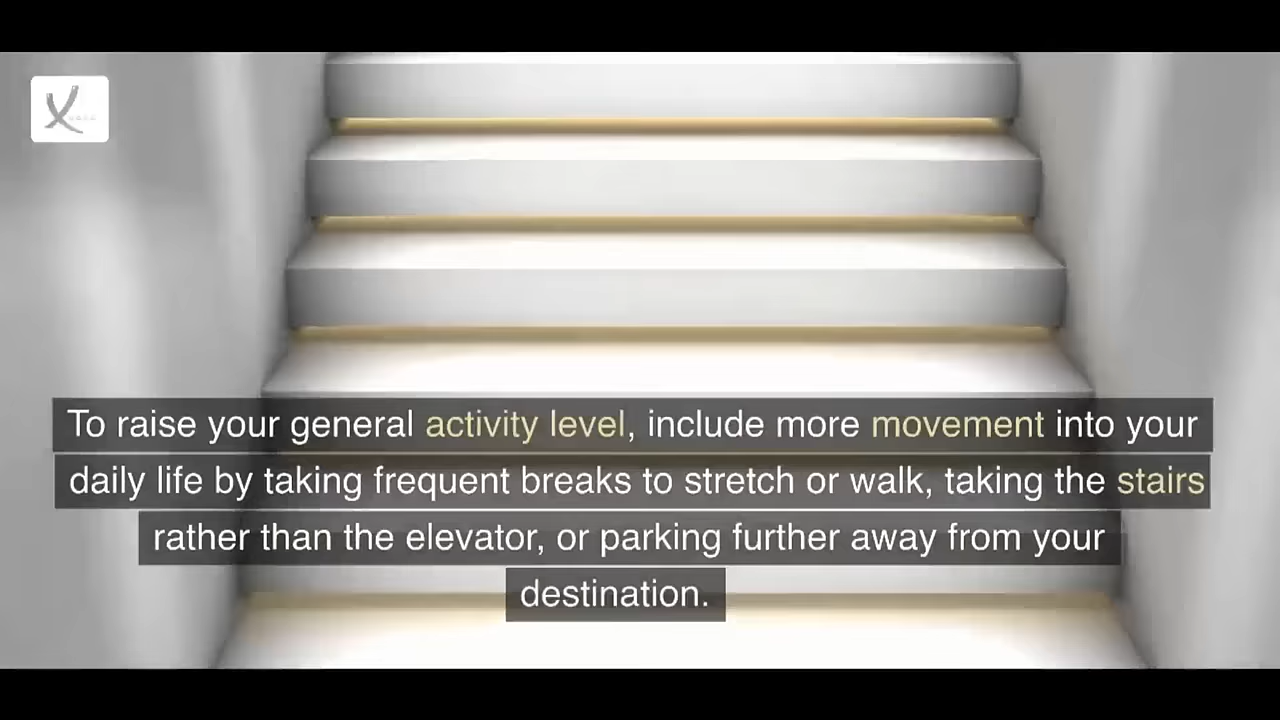 To raise your general activity level, include more movement into your
daily life by taking frequent breaks to stretch or walk, taking the stairs
rather than the elevator, or parking further away from your
destination.